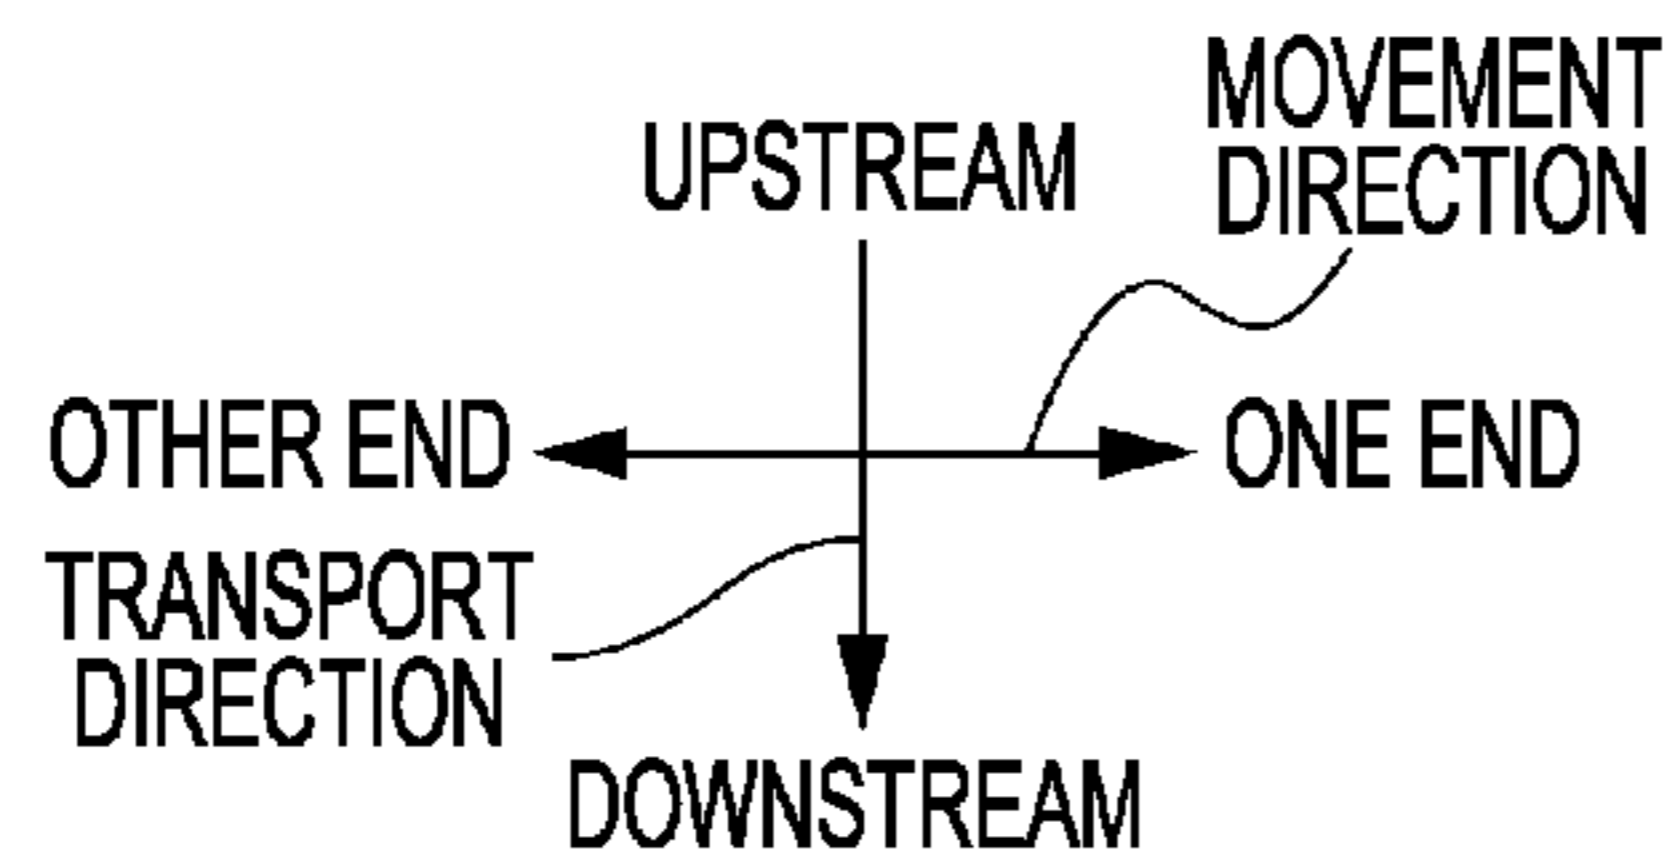 MOVEMENT
DIRECTION
UPSTREAM
OTHER END
ONE END
TRANSPORT
DIRECTION
DOWNSTREAM